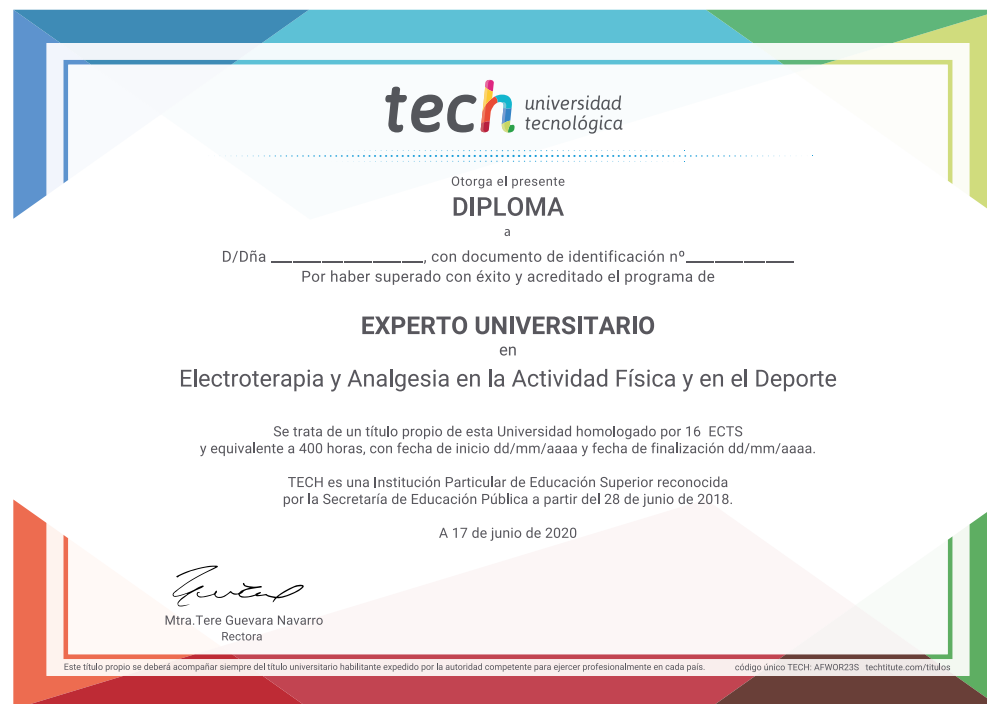 tech universidad
tecnológica
Otorga el presente
DIPLOMA
a
D/Dña ______________, con documento de identificación nº__________
Por haber superado con éxito y acreditado el programa de
EXPERTO UNIVERSITARIO
en
Electroterapia y Analgesia en la Actividad Física y en el Deporte
Se trata de un título propio de esta Universidad homologado por 16 ECTS
y equivalente a 400 horas, con fecha de inicio dd/mm/aaaa y fecha de finalización dd/mm/aaaa.
TECH es una Institución Particular de Educación Superior reconocida
por la Secretaría de Educación Pública a partir del 28 de junio de 2018.
A 17 de junio de 2020
Mtra.Tere Guevara Navarro
Rectora
Este título propio se deberá acompañar siempre del título universitario habilitante expedido por la autoridad competente para ejercer profesionalmente en cada país. código único TECH: AFWOR23S techtitute.com/titulos